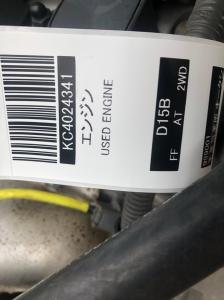 KC4024341
エンジン
USED ENGINE
D15B
FF AT 2WD